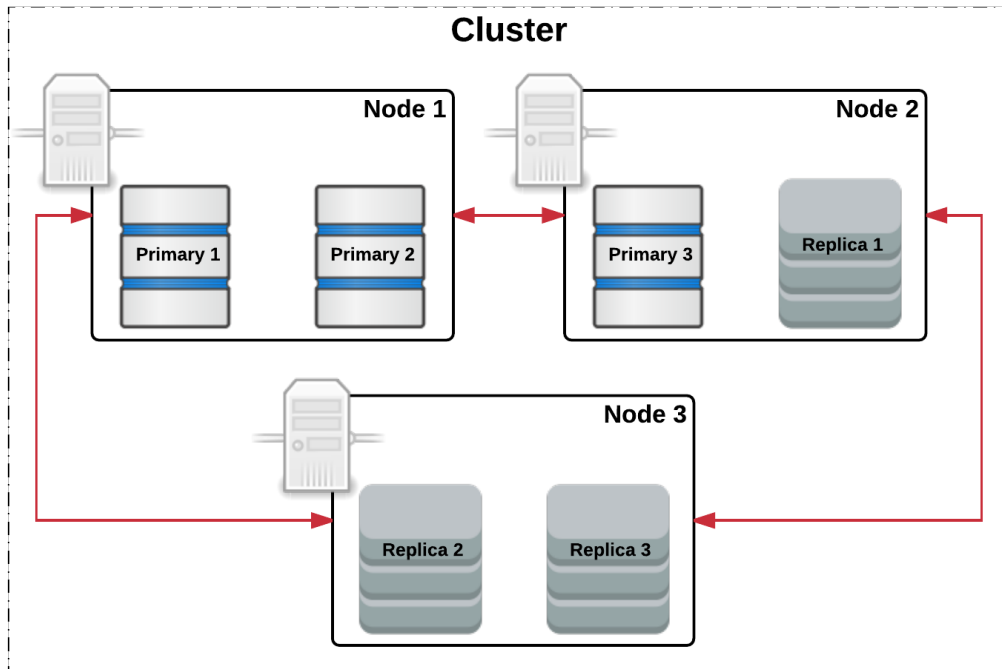 Cluster
Node 1
Node 2
Primary 1
Primary 2
Primary 3
Replica 1
Node 3
Replica 2
Replica 3